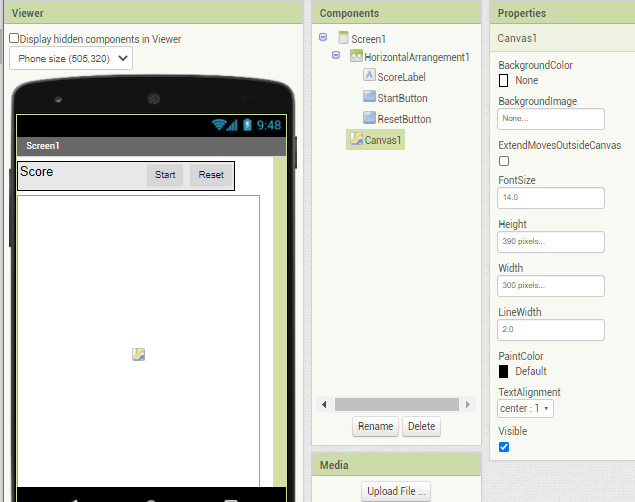 Viewer
Display hidden components in Viewer
Phone size (505,320)
9:48
Screen1
Score
Start
Reset
Components
Screen1
HorizontalArrangement1
A
ScoreLabel
StartButton
ResetButton
Canvas1
Rename
Delete
Media
Upload File ...
Properties
Canvas1
BackgroundColor
None
BackgroundImage
None...
ExtendMovesOutsideCanvas
FontSize
14.0
Height
390 pixels...
Width
300 pixels...
LineWidth
2.0
PaintColor
Default
TextAlignment
center : 1
Visible